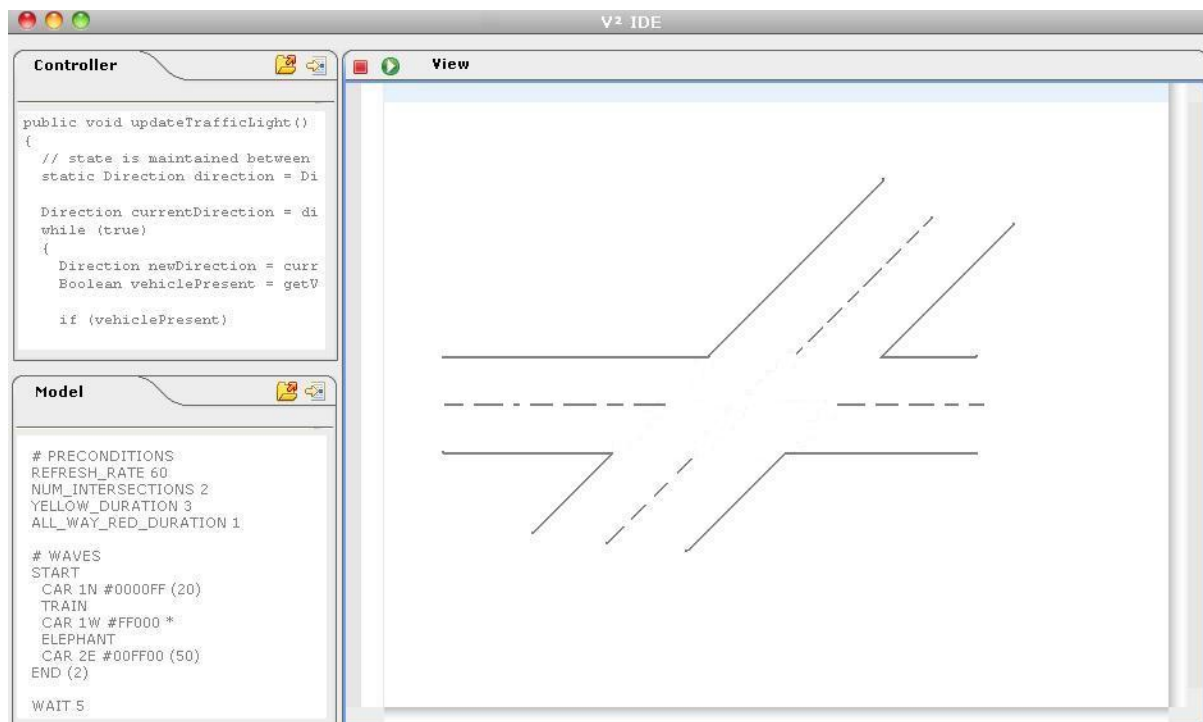 V² IDE
Controller
public void updateTrafficLight()
{
// state is maintained between
static Direction direction = Di
Direction currentDirection = di
while (true)
{
Direction newDirection = curr
Boolean vehiclePresent = getV
if (vehiclePresent)
Model
# PRECONDITIONS
REFRESH_RATE 60
NUM_INTERSECTIONS 2
YELLOW_DURATION 3
ALL_WAY_RED_DURATION 1
# WAVES
START
CAR 1N #0000FF (20)
TRAIN
CAR 1W #FF000 *
ELEPHANT
CAR 2E #00FF00 (50)
END (2)
WAIT 5
View